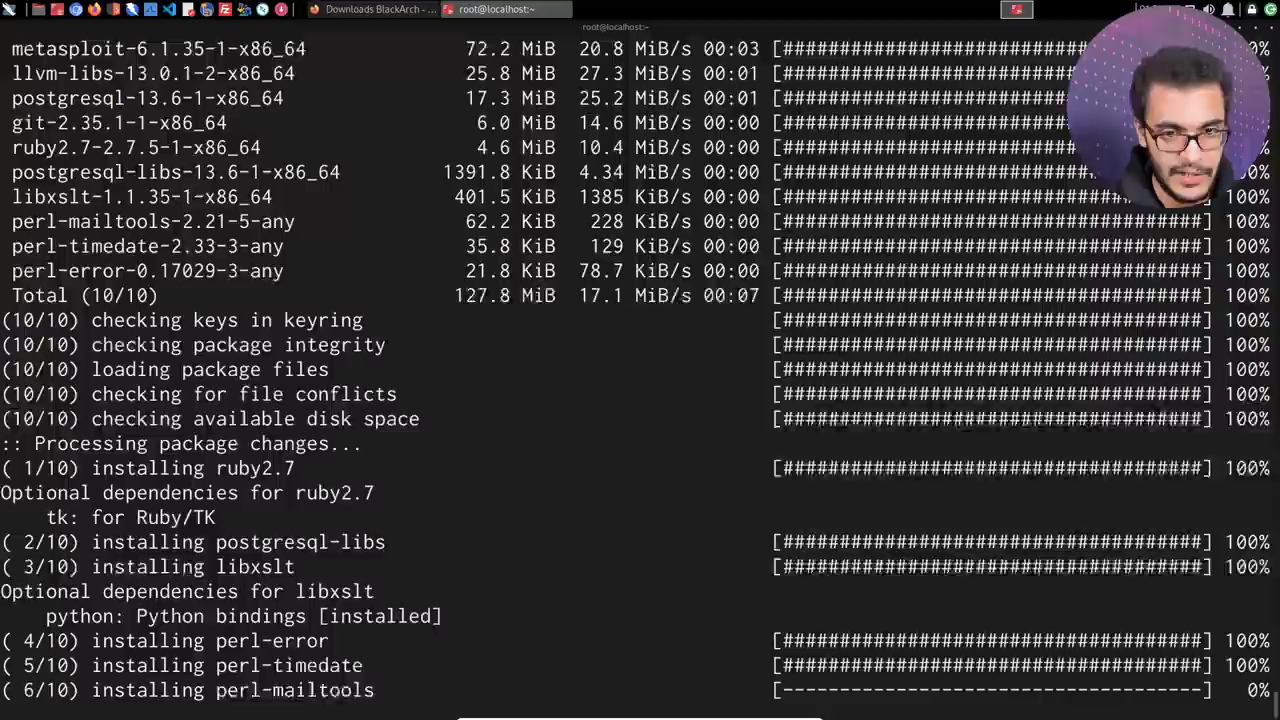 Downloads BlackArch - ...
root@localhost:~
root@localhost:~
metasploit-6.1.35-1-x86_64 72.2 MiB 20.8 MiB/s 00:03 [###################################
llvm-libs-13.0.1-2-x86_64 25.8 MiB 27.3 MiB/s 00:01 [##################################
postgresql-13.6-1-x86_64 17.3 MiB 25.2 MiB/s 00:01 [##################################
git-2.35.1-1-x86_64 6.0 MiB 14.6 MiB/s 00:00 [##################################
ruby2.7-2.7.5-1-x86_64 4.6 MiB 10.4 MiB/s 00:00 [##################################
postgresql-libs-13.6-1-x86_64 1391.8 KiB 4.34 MiB/s 00:00 [##################################
libxslt-1.1.35-1-x86_64 401.5 KiB 1385 KiB/s 00:00 [#####################################] 100%
perl-mailtools-2.21-5-any 62.2 KiB 228 KiB/s 00:00 [#####################################] 100%
perl-timedate-2.33-3-any 35.8 KiB 129 KiB/s 00:00 [#####################################] 100%
perl-error-0.17029-3-any 21.8 KiB 78.7 KiB/s 00:00 [#####################################] 100%
Total (10/10) 127.8 MiB 17.1 MiB/s 00:07 [#####################################] 100%
(10/10) checking keys in keyring [#####################################] 100%
(10/10) checking package integrity [#####################################] 100%
(10/10) loading package files [#####################################] 100%
(10/10) checking for file conflicts [#####################################] 100%
(10/10) checking available disk space [#####################################] 100%
:: Processing package changes...
( 1/10) installing ruby2.7 [#####################################] 100%
Optional dependencies for ruby2.7
tk: for Ruby/TK
( 2/10) installing postgresql-libs [#####################################] 100%
( 3/10) installing libxslt [#####################################] 100%
Optional dependencies for libxslt
python: Python bindings [installed]
( 4/10) installing perl-error [#####################################] 100%
( 5/10) installing perl-timedate [#####################################] 100%
( 6/10) installing perl-mailtools [-------------------------------------] 0%